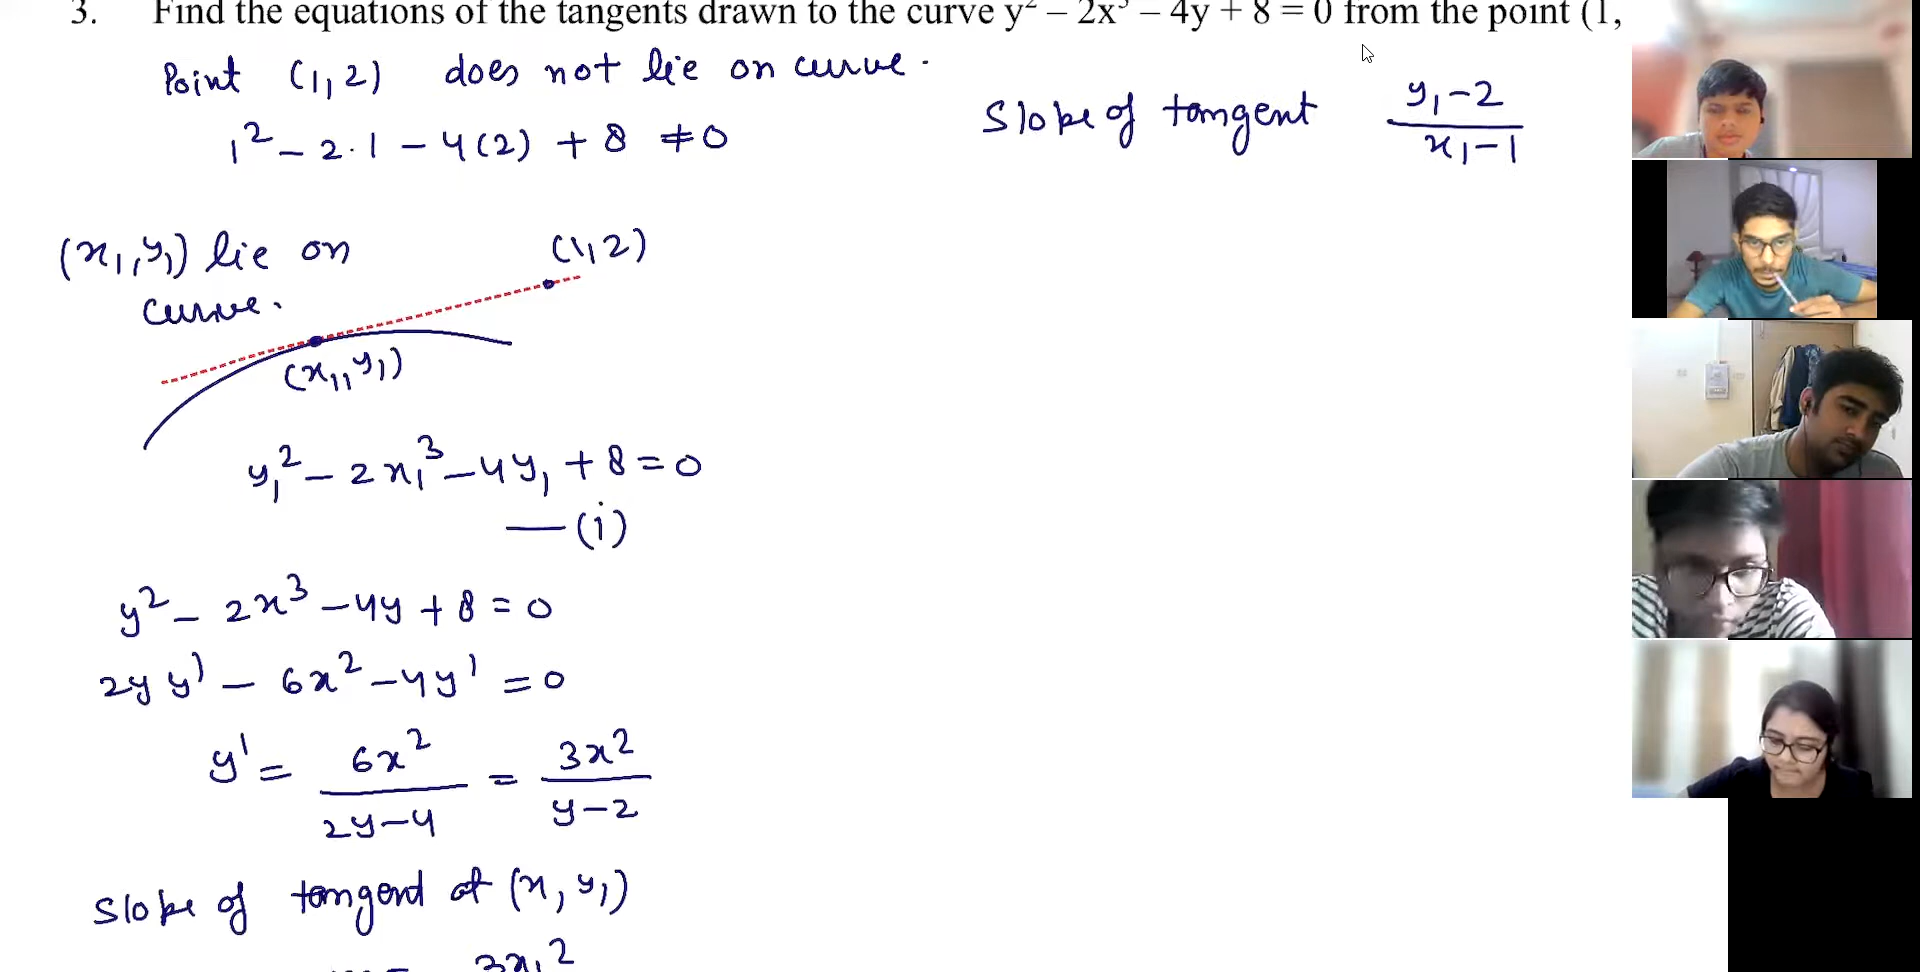 3. Find the equations of the tangents drawn to the curve y² – 2x³ – 4y + 8 = 0 from the point (1,
Point (1, 2) does not lie on curve.
1² – 2·1 – 4(2) + 8 ≠ 0
(x₁, y₁) lie on
curve.
(1, 2)
(x₁, y₁)
y₁² – 2x₁³ – 4y₁ + 8 = 0
— (i)
y² – 2x³ – 4y + 8 = 0
2y y' – 6x² – 4y' = 0
y' = 6x² / 2y–4 = 3x² / y–2
Slope of tangent at (x, y₁)
3x₁²
Slope of tangent y₁–2 / x₁–1